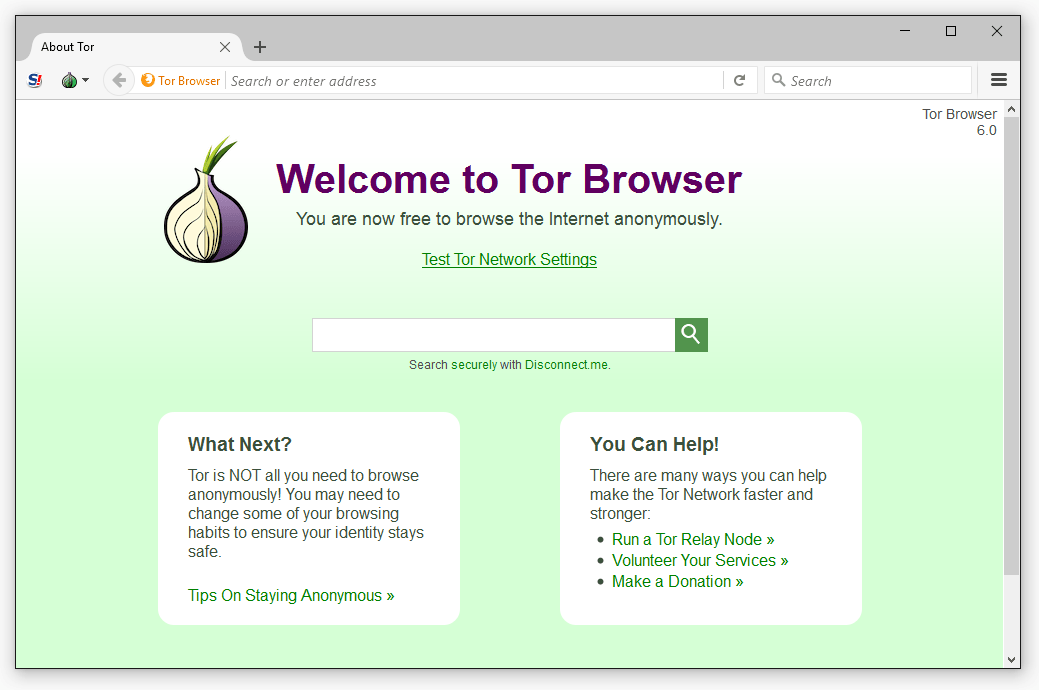 About Tor
S!
Tor Browser
Search or enter address
Search
Tor Browser
6.0
Welcome to Tor Browser
You are now free to browse the Internet anonymously.
Test Tor Network Settings
Search securely with Disconnect.me.
What Next?
Tor is NOT all you need to browse
anonymously! You may need to
change some of your browsing
habits to ensure your identity stays
safe.
Tips On Staying Anonymous »
You Can Help!
There are many ways you can help
make the Tor Network faster and
stronger:
Run a Tor Relay Node »
Volunteer Your Services »
Make a Donation »